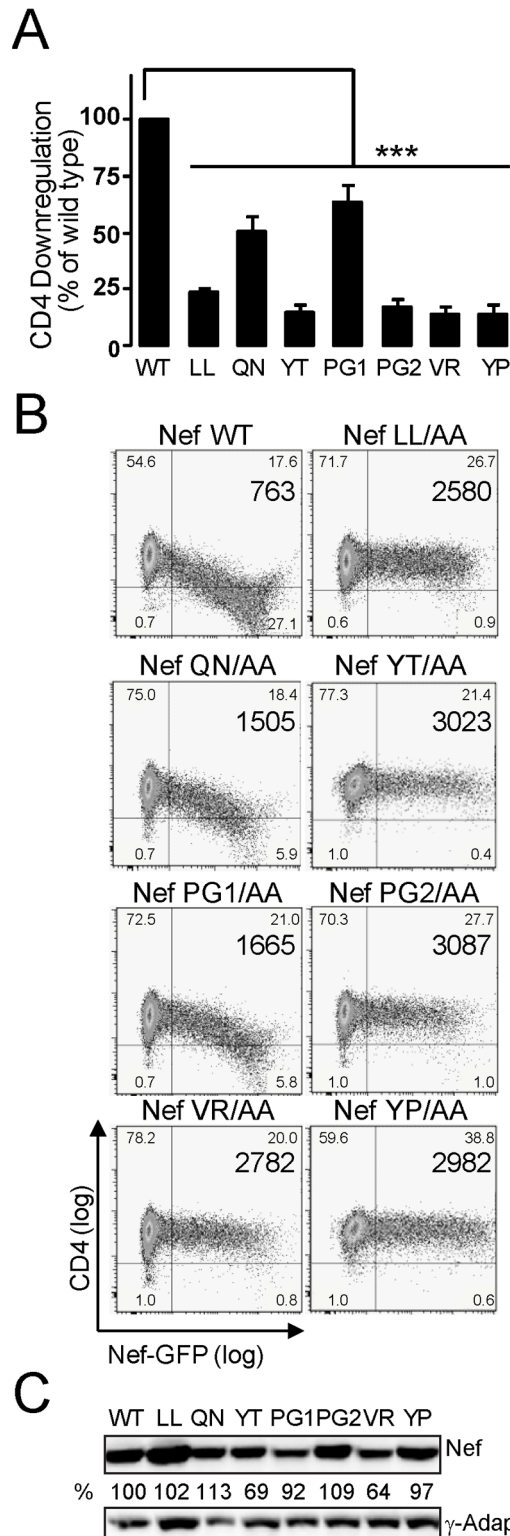 A
CD4 Downregulation
(% of wild type)
100
75
50
25
0
***
WT LL QN YT PG1 PG2 VR YP
B
Nef WT Nef LL/AA
54.6 17.6 71.7 26.7
763 2580
0.7 27.1 0.6 0.9
Nef QN/AA Nef YT/AA
75.0 18.4 77.3 21.4
1505 3023
0.7 5.9 1.0 0.4
Nef PG1/AA Nef PG2/AA
72.5 21.0 70.3 27.7
1665 3087
0.7 5.8 1.0 1.0
Nef VR/AA Nef YP/AA
78.2 20.0 59.6 38.8
2782 2982
1.0 0.8 1.0 0.6
CD4 (log)
Nef-GFP (log)
C
WT LL QN YT PG1 PG2 VR YP
Nef
% 100 102 113 69 92 109 64 97
γ-Adap